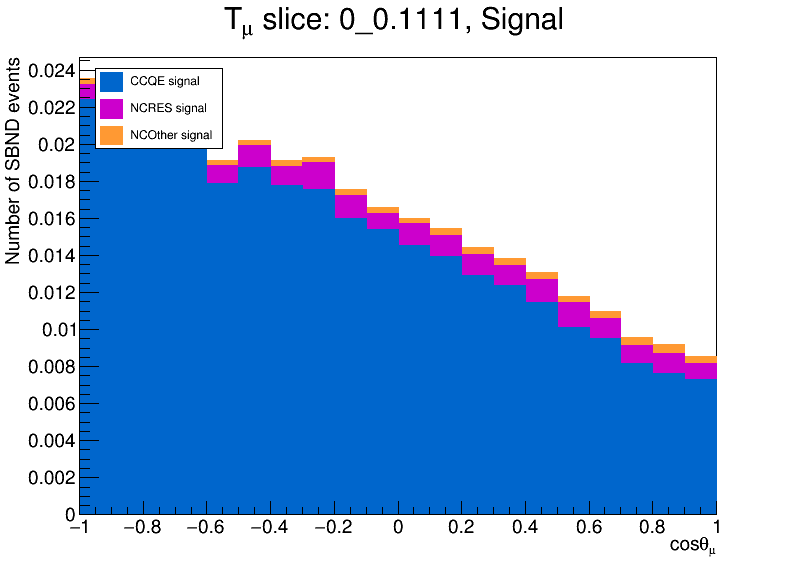 Tμ slice: 0_0.1111, Signal
Number of SBND events
0.024
0.022
0.02
0.018
0.016
0.014
0.012
0.01
0.008
0.006
0.004
0.002
0
CCQE signal
NCRES signal
NCOther signal
−1 −0.8 −0.6 −0.4 −0.2 0 0.2 0.4 0.6 0.8 1
cosθμ